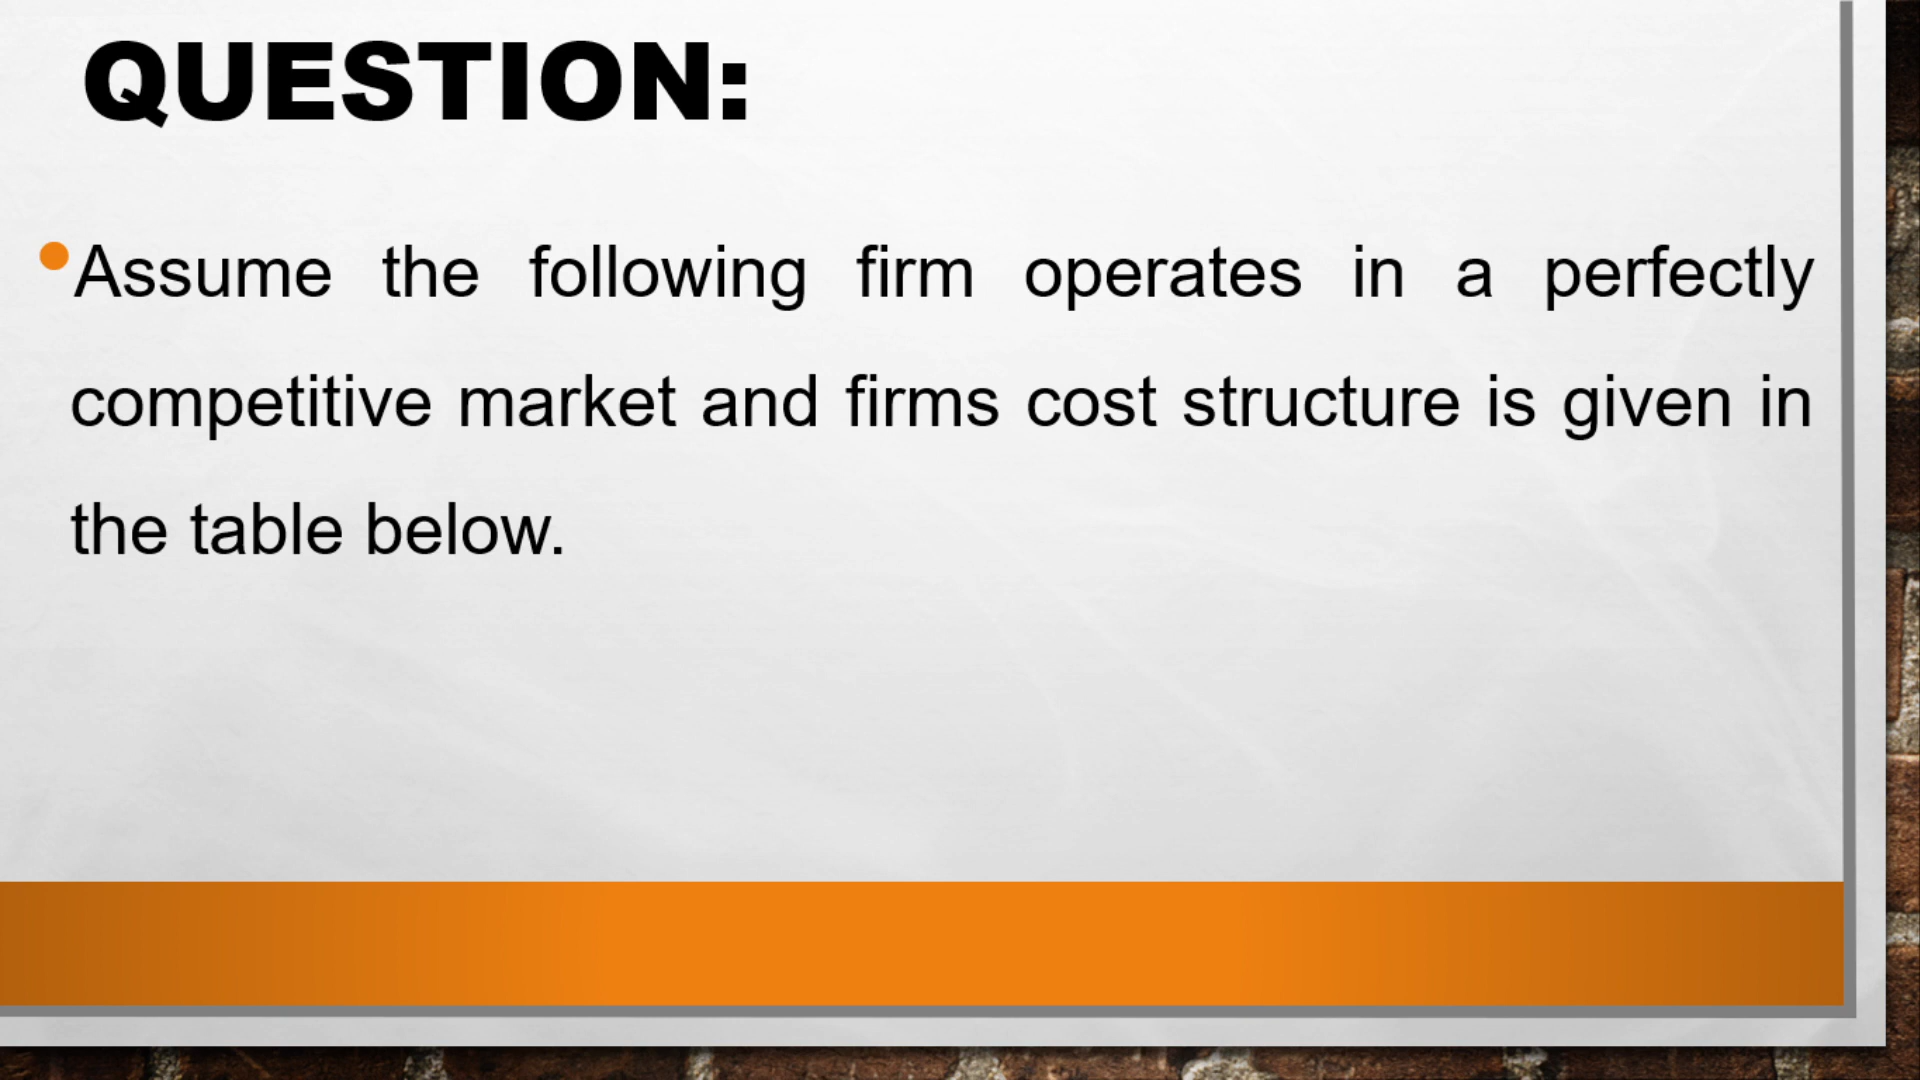 QUESTION:
•Assume the following firm operates in a perfectly
competitive market and firms cost structure is given in
the table below.